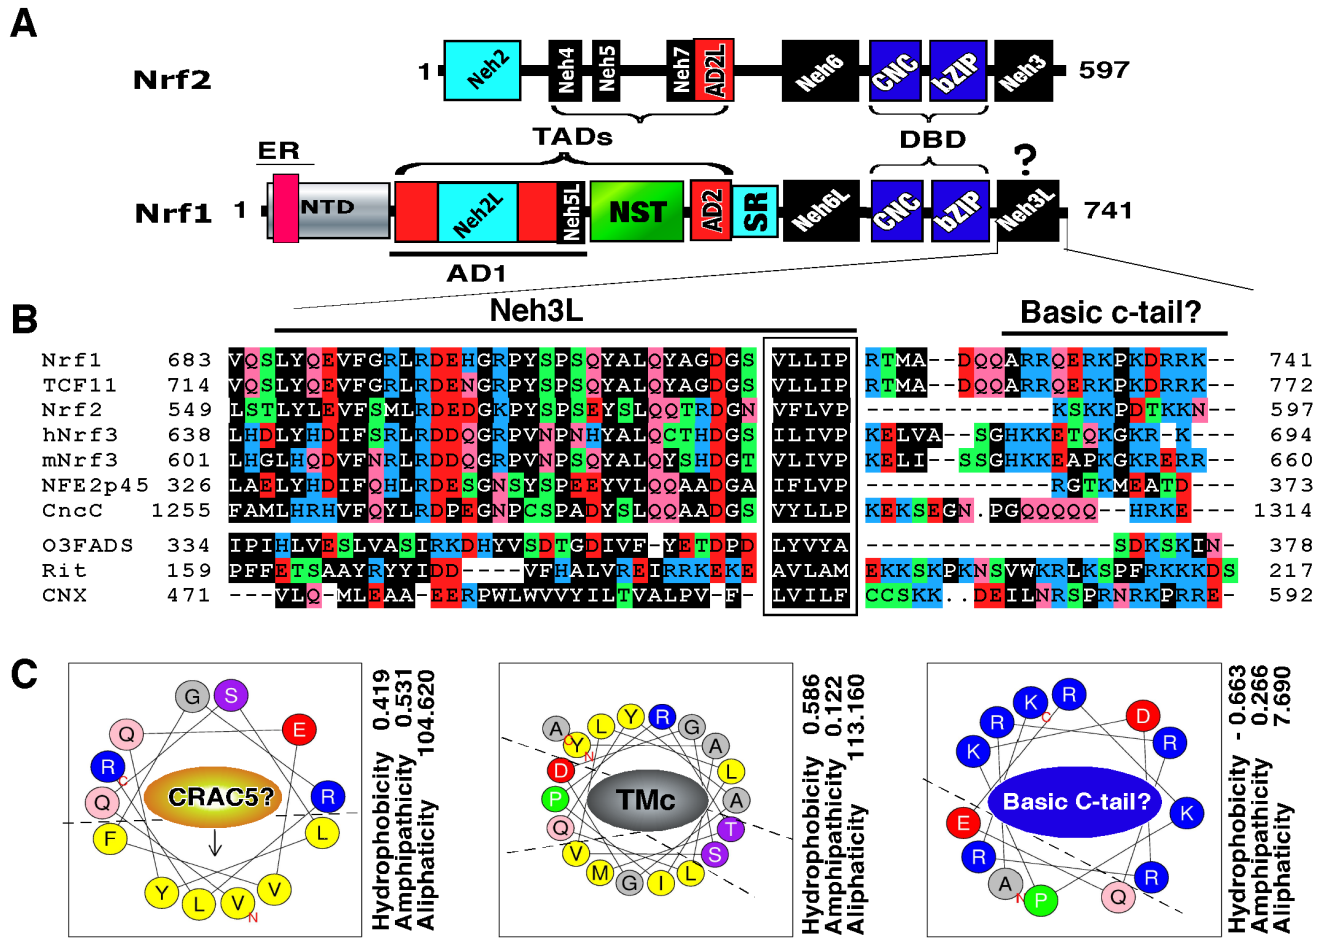 A
Nrf2 1 Neh2 Neh4 Neh5 Neh7 AD2L Neh6 CNC bZIP Neh3 597
TADs DBD
ER ?
Nrf1 1 NTD Neh2L Neh5L NST AD2 SR Neh6L CNC bZIP Neh3L 741
AD1
B Neh3L Basic c-tail?
Nrf1 683 VQSLYQEVFGRLRDEHGRPYSPSQYALQYAGDGS VLLIP RTMA--DQQARRQERKPKDRRK-- 741
TCF11 714 VQSLYQEVFGRLRDENGRPYSPSQYALQYAGDGS VLLIP RTMA--DQQARRQERKPKDRRK-- 772
Nrf2 549 LSTLYLEVFSMLRDEDGKPYSPSEYSLQQTRDGN VFLVP ------------KSKKPDTKKN-- 597
hNrf3 638 LHDLYHDIFSRLRDDQGRPVNPNHYALQCTHDGS ILIVP KELVA--SGHKKETQKGKR-K--- 694
mNrf3 601 LHGLHQDVFNRLRDDQGRPVNPSQYALQYSHDGT VLIVP KELI--SSGHKKEAPKGKRERR-- 660
NFE2p45 326 LAELYHDIFQHLRDESGNSYSPEEYVLQQAADGA IFLVP ------------RGTKMEATD--- 373
CncC 1255 FAMLHRHVFQYLRDPEGNPCSPADYSLQQAADGS VYLLP KEKSEGN.PGQQQQQ--HRKE--- 1314
O3FADS 334 IPIHLVESLVASIRKDHYVSDTGDIVF-YETDPD LYVYA ----------------SDKSKIN- 378
Rit 159 PFFETSAAYRYYIDD----VFHALVREIRRKEKE AVLAM EKKSKPKNSVWKRLKSPFRKKKDS 217
CNX 471 ---VLQ-MLEAA-EERPWLWVVYILTVALPV-F- LVILF CCSKK..DEILNRSPRNRKPRRE- 592
C
G S Q E R C Q R F L Y L V N V
CRAC5?
Hydrophobicity 0.419
Amphipathicity 0.531
Aliphaticity 104.620
A C Y N L Y R G A L A T S L I G M V Q P D
TMc
Hydrophobicity 0.586
Amphipathicity 0.122
Aliphaticity 113.160
K C R D R K R Q P A N R E K R
Basic C-tail?
Hydrophobicity - 0.663
Amphipathicity 0.266
Aliphaticity 7.690